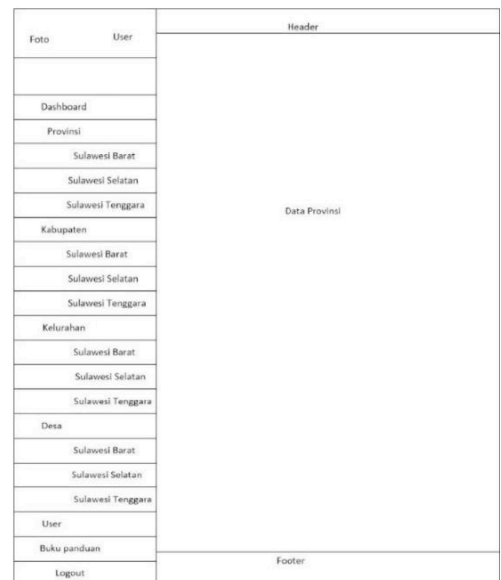 Header
Foto User
Dashboard
Provinsi
Sulawesi Barat
Sulawesi Selatan
Sulawesi Tenggara
Kabupaten
Sulawesi Barat
Sulawesi Selatan
Sulawesi Tenggara
Kelurahan
Sulawesi Barat
Sulawesi Selatan
Sulawesi Tenggara
Desa
Sulawesi Barat
Sulawesi Selatan
Sulawesi Tenggara
User
Buku panduan
Logout
Data Provinsi
Footer